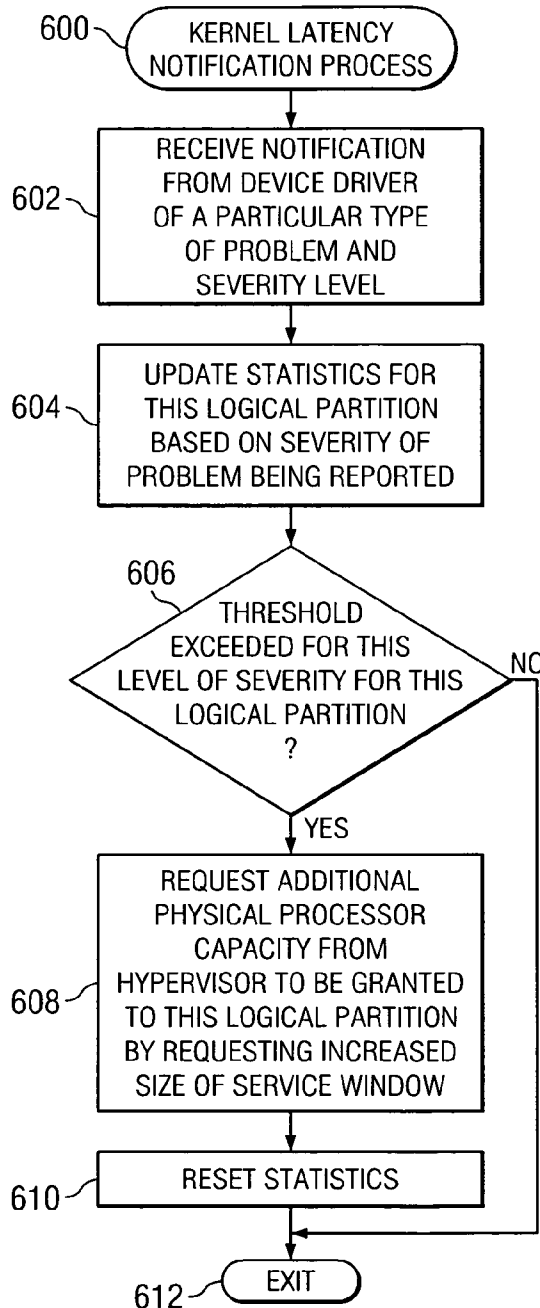 600
KERNEL LATENCY
NOTIFICATION PROCESS
602
RECEIVE NOTIFICATION
FROM DEVICE DRIVER
OF A PARTICULAR TYPE
OF PROBLEM AND
SEVERITY LEVEL
604
UPDATE STATISTICS FOR
THIS LOGICAL PARTITION
BASED ON SEVERITY OF
PROBLEM BEING REPORTED
606
THRESHOLD
EXCEEDED FOR THIS
LEVEL OF SEVERITY FOR THIS
LOGICAL PARTITION
?
NO
YES
608
REQUEST ADDITIONAL
PHYSICAL PROCESSOR
CAPACITY FROM
HYPERVISOR TO BE GRANTED
TO THIS LOGICAL PARTITION
BY REQUESTING INCREASED
SIZE OF SERVICE WINDOW
610
RESET STATISTICS
612
EXIT